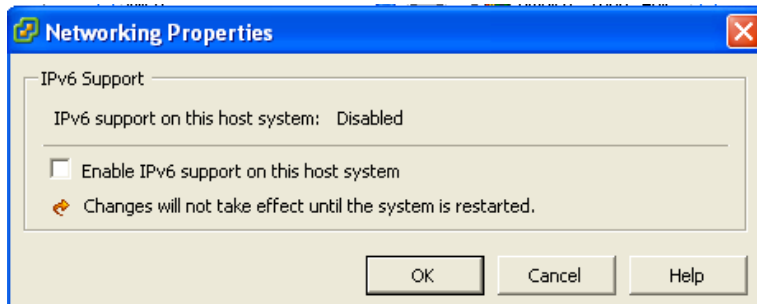 Networking Properties
IPv6 Support
IPv6 support on this host system: Disabled
Enable IPv6 support on this host system
Changes will not take effect until the system is restarted.
OK Cancel Help